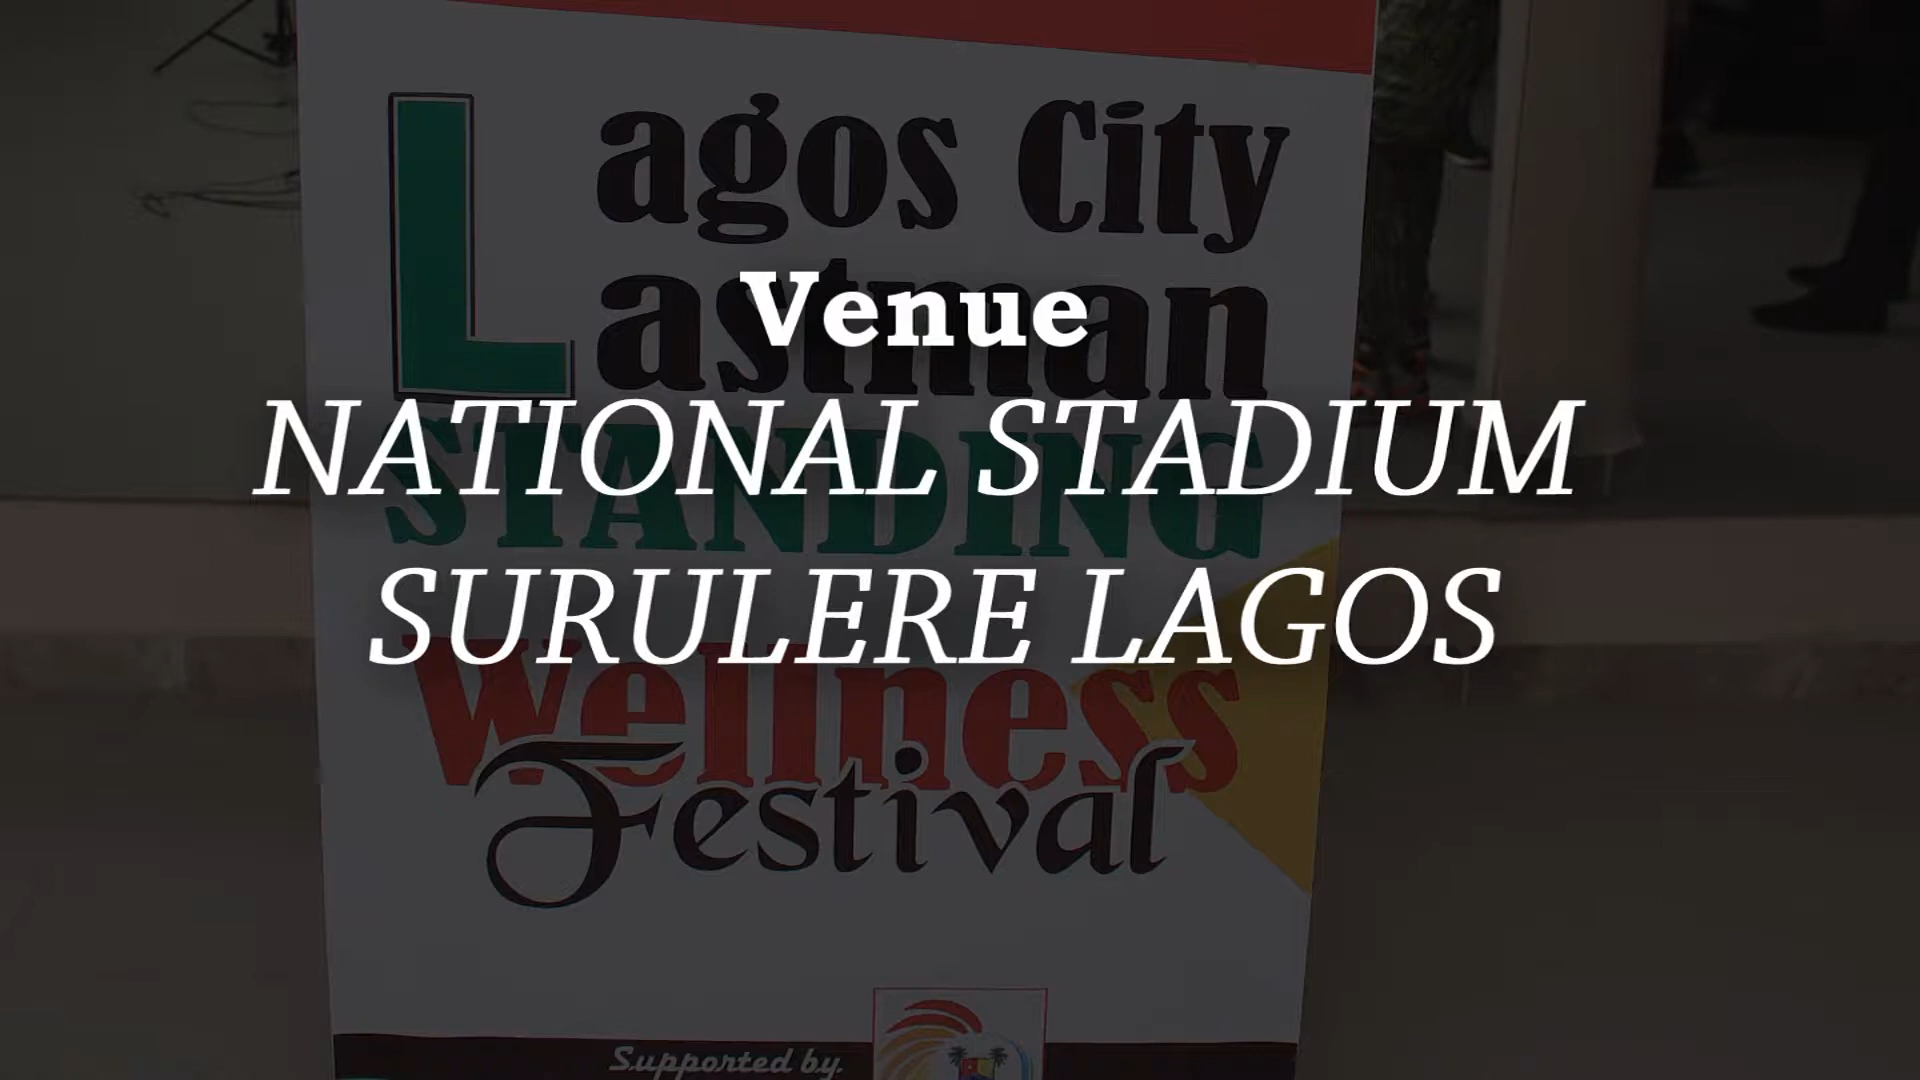 Lagos City
Lastman
STANDING
Wellness
Festival
Supported by:
Venue
NATIONAL STADIUM
SURULERE LAGOS